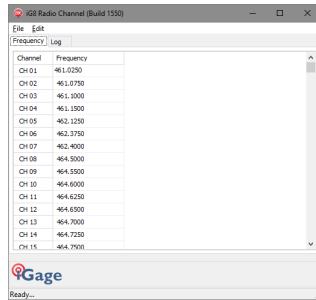 iG8 Radio Channel (Build 1550)
File Edit
Frequency Log
Channel Frequency
CH 01 461.0250
CH 02 461.0750
CH 03 461.1000
CH 04 461.1500
CH 05 462.1250
CH 06 462.3750
CH 07 462.4000
CH 08 464.5000
CH 09 464.5500
CH 10 464.6000
CH 11 464.6250
CH 12 464.6500
CH 13 464.7000
CH 14 464.7250
CH 15 464.7500
iGage
Ready...